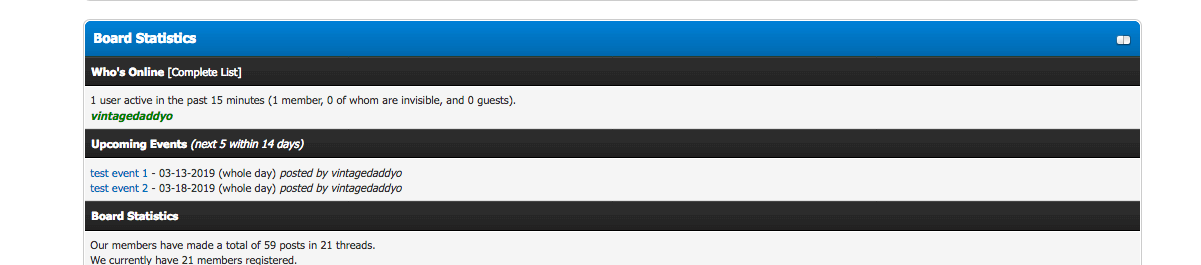 Board Statistics
Who's Online [Complete List]
1 user active in the past 15 minutes (1 member, 0 of whom are invisible, and 0 guests).
vintagedaddyo
Upcoming Events (next 5 within 14 days)
test event 1 - 03-13-2019 (whole day) posted by vintagedaddyo
test event 2 - 03-18-2019 (whole day) posted by vintagedaddyo
Board Statistics
Our members have made a total of 59 posts in 21 threads.
We currently have 21 members registered.